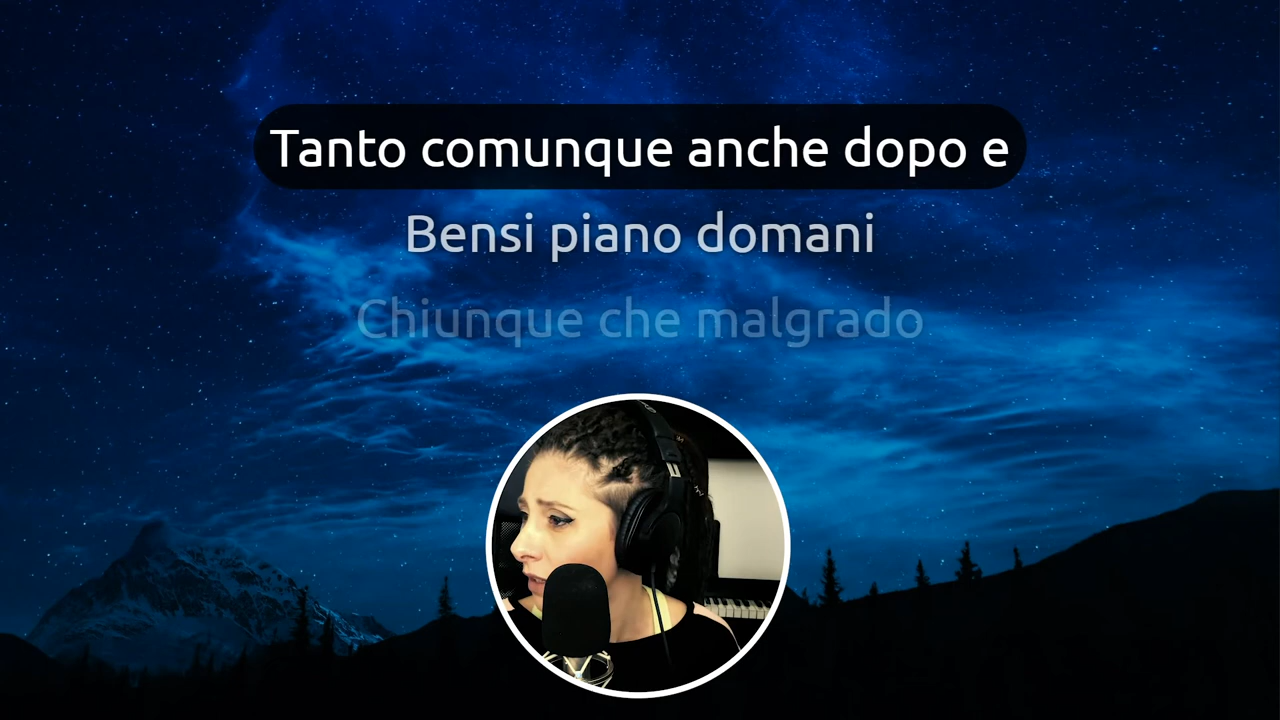 Tanto comunque anche dopo e
Bensi piano domani
Chiunque che malgrado